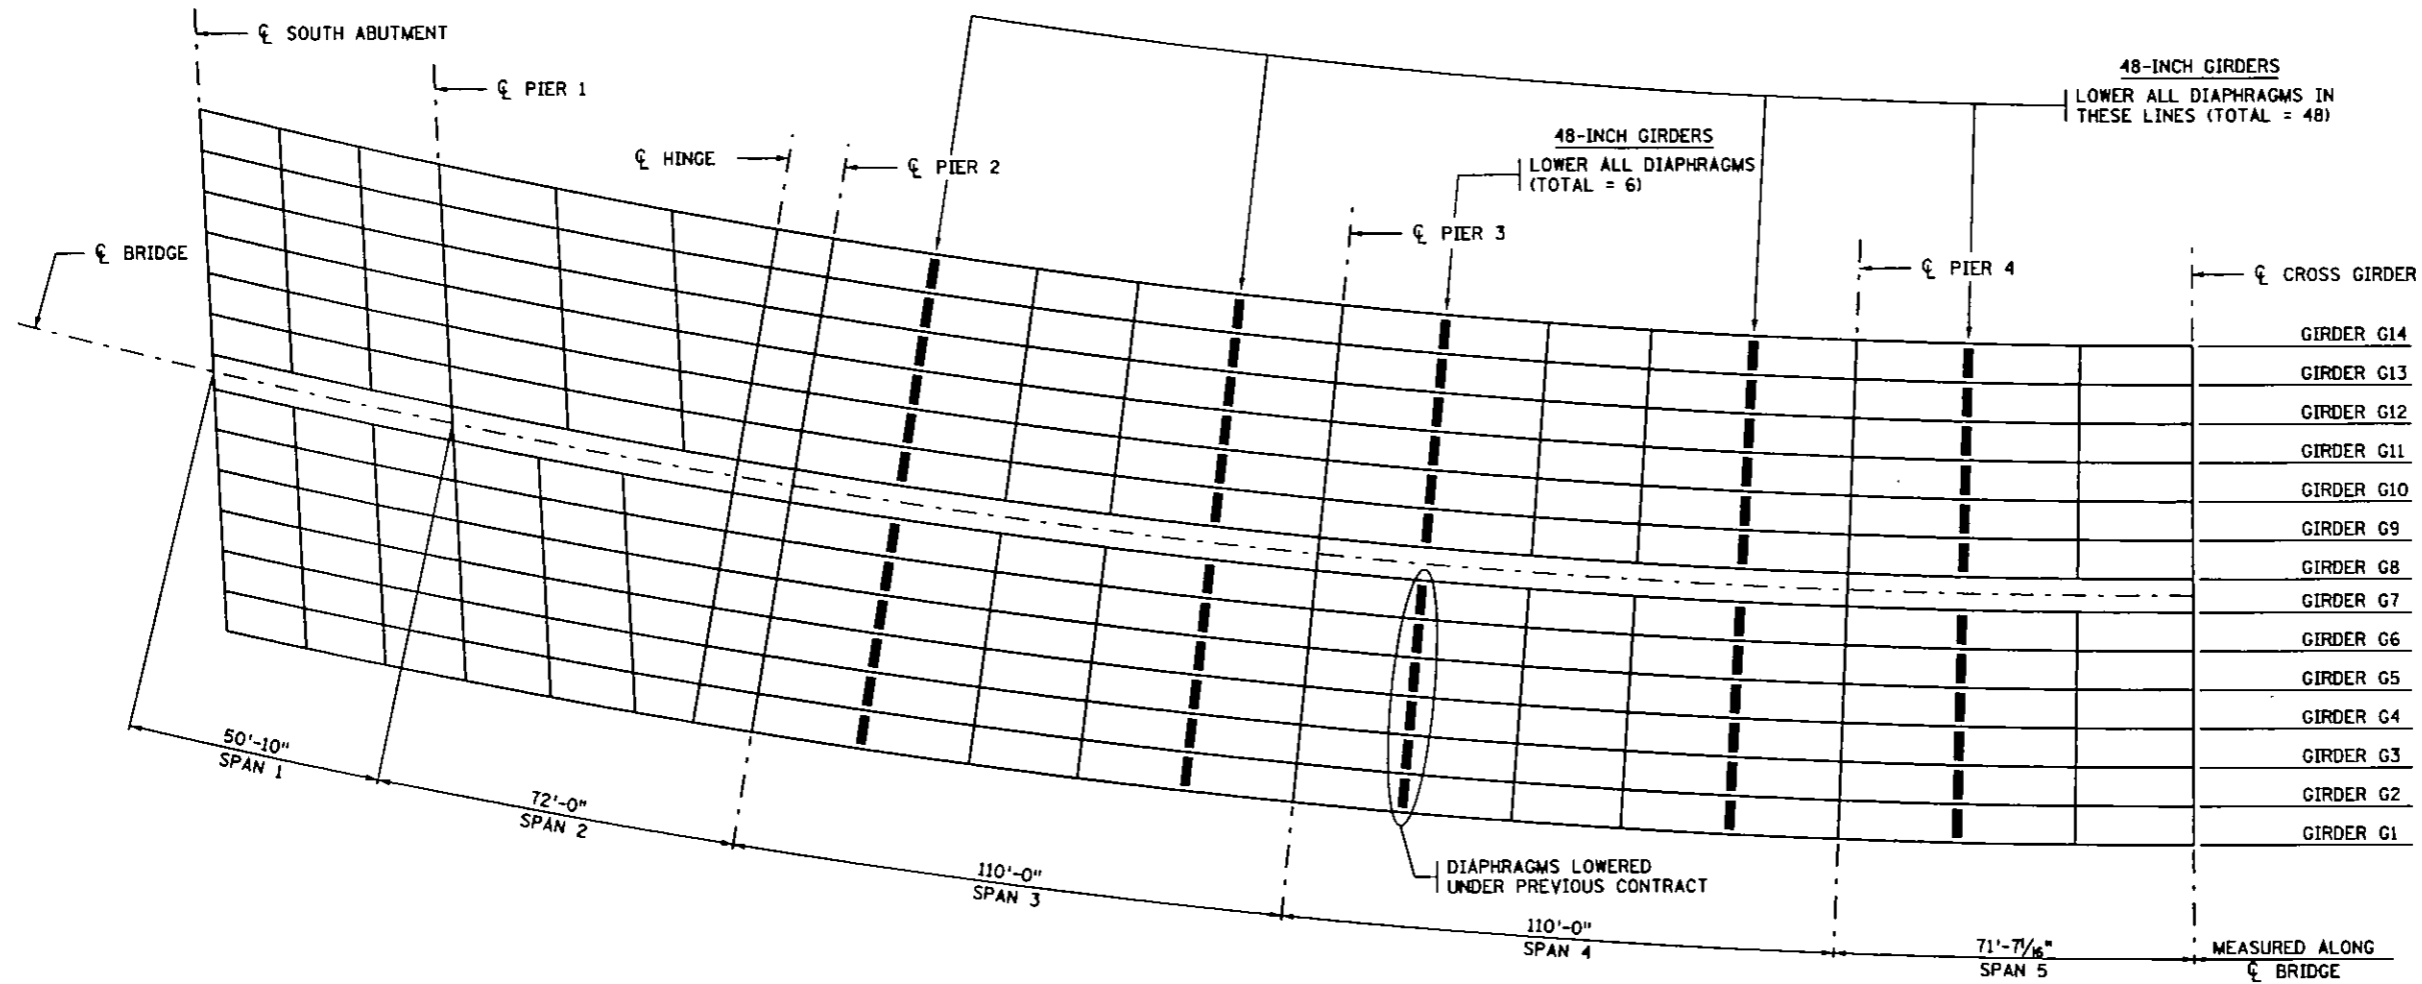 ℄ SOUTH ABUTMENT
℄ PIER 1
48-INCH GIRDERS
LOWER ALL DIAPHRAGMS IN
THESE LINES (TOTAL = 48)
48-INCH GIRDERS
LOWER ALL DIAPHRAGMS
(TOTAL = 6)
℄ HINGE
℄ PIER 2
℄ PIER 3
℄ BRIDGE
℄ PIER 4
℄ CROSS GIRDER
GIRDER G14
GIRDER G13
GIRDER G12
GIRDER G11
GIRDER G10
GIRDER G9
GIRDER G8
GIRDER G7
GIRDER G6
GIRDER G5
GIRDER G4
GIRDER G3
GIRDER G2
GIRDER G1
50'-10"
SPAN 1
72'-0"
SPAN 2
110'-0"
SPAN 3
DIAPHRAGMS LOWERED
UNDER PREVIOUS CONTRACT
110'-0"
SPAN 4
71'-7 1/16"
SPAN 5
MEASURED ALONG
℄ BRIDGE